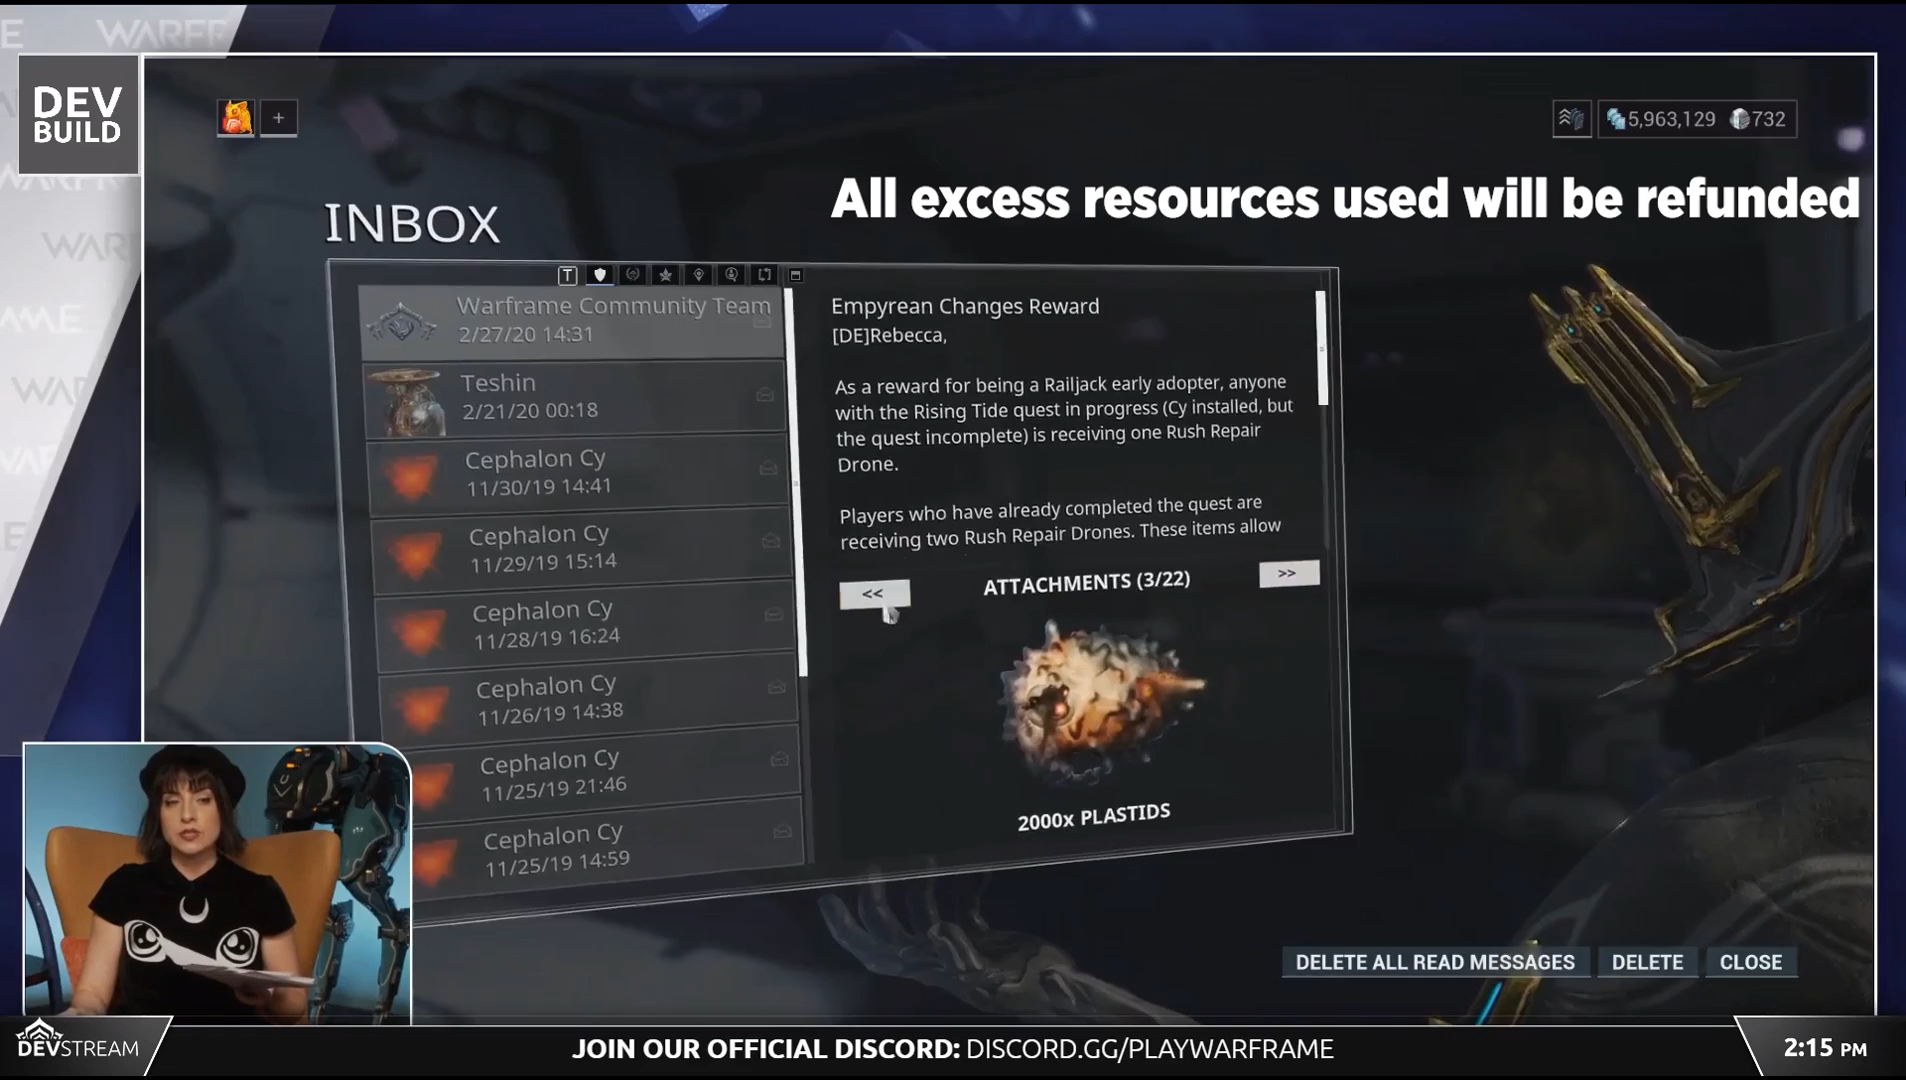 WARFRAME
DEV
BUILD
+
5,963,129 732
All excess resources used will be refunded
INBOX
T
Warframe Community Team
2/27/20 14:31
Teshin
2/21/20 00:18
Cephalon Cy
11/30/19 14:41
Cephalon Cy
11/29/19 15:14
Cephalon Cy
11/28/19 16:24
Cephalon Cy
11/26/19 14:38
Cephalon Cy
11/25/19 21:46
Cephalon Cy
11/25/19 14:59
Empyrean Changes Reward
[DE]Rebecca,
As a reward for being a Railjack early adopter, anyone
with the Rising Tide quest in progress (Cy installed, but
the quest incomplete) is receiving one Rush Repair
Drone.
Players who have already completed the quest are
receiving two Rush Repair Drones. These items allow
<< ATTACHMENTS (3/22) >>
2000x PLASTIDS
DELETE ALL READ MESSAGES DELETE CLOSE
DEVSTREAM
JOIN OUR OFFICIAL DISCORD: DISCORD.GG/PLAYWARFRAME
2:15 PM